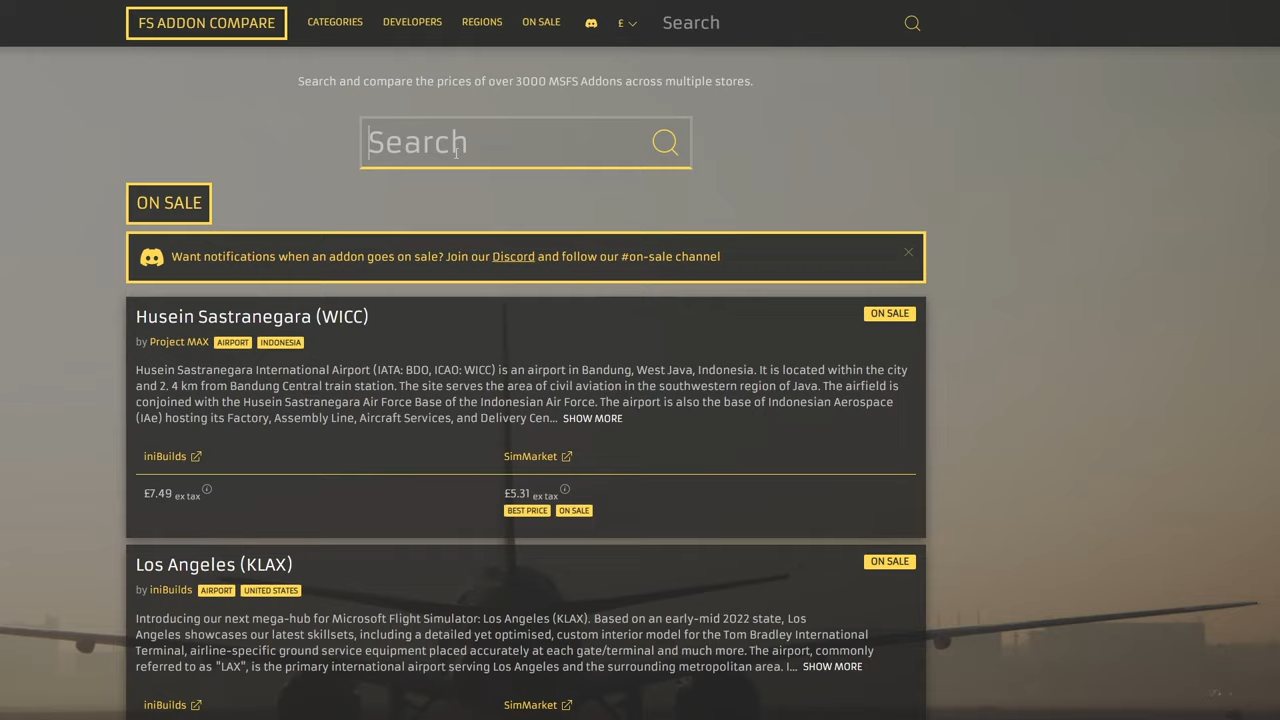 FS ADDON COMPARE CATEGORIES DEVELOPERS REGIONS ON SALE £ Search
Search and compare the prices of over 3000 MSFS Addons across multiple stores.
Search
ON SALE
Want notifications when an addon goes on sale? Join our Discord and follow our #on-sale channel
Husein Sastranegara (WICC) ON SALE
by Project MAX AIRPORT INDONESIA
Husein Sastranegara International Airport (IATA: BDO, ICAO: WICC) is an airport in Bandung, West Java, Indonesia. It is located within the city
and 2. 4 km from Bandung Central train station. The site serves the area of civil aviation in the southwestern region of Java. The airfield is
conjoined with the Husein Sastranegara Air Force Base of the Indonesian Air Force. The airport is also the base of Indonesian Aerospace
(IAe) hosting its Factory, Assembly Line, Aircraft Services, and Delivery Cen... SHOW MORE
iniBuilds SimMarket
£7.49 ex tax £5.31 ex tax
BEST PRICE ON SALE
Los Angeles (KLAX) ON SALE
by iniBuilds AIRPORT UNITED STATES
Introducing our next mega-hub for Microsoft Flight Simulator: Los Angeles (KLAX). Based on an early-mid 2022 state, Los
Angeles showcases our latest skillsets, including a detailed yet optimised, custom interior model for the Tom Bradley International
Terminal, airline-specific ground service equipment placed accurately at each gate/terminal and much more. The airport, commonly
referred to as "LAX", is the primary international airport serving Los Angeles and the surrounding metropolitan area. I... SHOW MORE
iniBuilds SimMarket